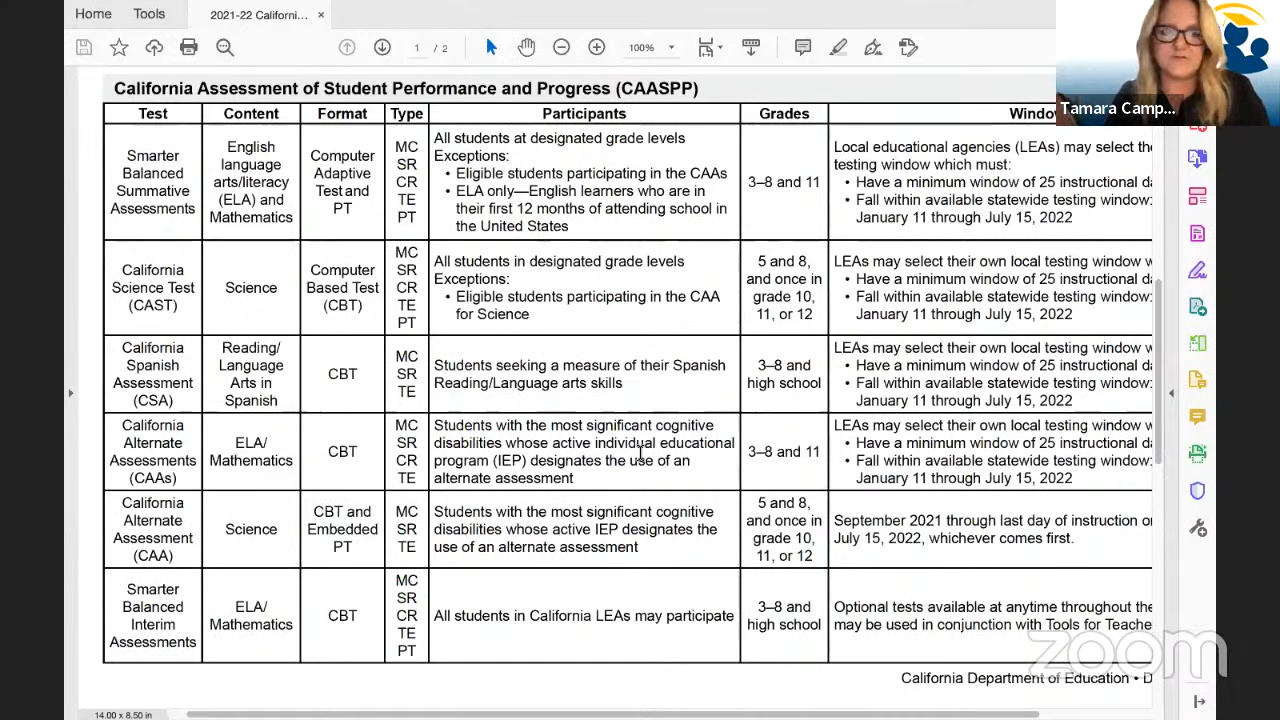 Home Tools 2021-22 Californi... ×
1 / 2 100%
Tamara Camp...
California Assessment of Student Performance and Progress (CAASPP)
Test Content Format Type Participants Grades Window
Smarter
Balanced
Summative
Assessments
English
language
arts/literacy
(ELA) and
Mathematics
Computer
Adaptive
Test and
PT
MC
SR
CR
TE
PT
All students at designated grade levels
Exceptions:
• Eligible students participating in the CAAs
• ELA only—English learners who are in
their first 12 months of attending school in
the United States
3–8 and 11
Local educational agencies (LEAs) may select the
testing window which must:
• Have a minimum window of 25 instructional
• Fall within available statewide testing window:
January 11 through July 15, 2022
California
Science Test
(CAST)
Science
Computer
Based Test
(CBT)
MC
SR
CR
TE
PT
All students in designated grade levels
Exceptions:
• Eligible students participating in the CAA
for Science
5 and 8,
and once in
grade 10,
11, or 12
LEAs may select their own local testing window
• Have a minimum window of 25 instructional
• Fall within available statewide testing window:
January 11 through July 15, 2022
California
Spanish
Assessment
(CSA)
Reading/
Language
Arts in
Spanish
CBT
MC
SR
TE
Students seeking a measure of their Spanish
Reading/Language arts skills
3–8 and
high school
LEAs may select their own local testing window
• Have a minimum window of 25 instructional
• Fall within available statewide testing window:
January 11 through July 15, 2022
California
Alternate
Assessments
(CAAs)
ELA/
Mathematics
CBT
MC
SR
CR
TE
Students with the most significant cognitive
disabilities whose active individual educational
program (IEP) designates the use of an
alternate assessment
3–8 and 11
LEAs may select their own local testing window
• Have a minimum window of 25 instructional
• Fall within available statewide testing window:
January 11 through July 15, 2022
California
Alternate
Assessment
(CAA)
Science
CBT and
Embedded
PT
MC
SR
TE
Students with the most significant cognitive
disabilities whose active IEP designates the
use of an alternate assessment
5 and 8,
and once in
grade 10,
11, or 12
September 2021 through last day of instruction or
July 15, 2022, whichever comes first.
Smarter
Balanced
Interim
Assessments
ELA/
Mathematics
CBT
MC
SR
CR
TE
PT
All students in California LEAs may participate
3–8 and
high school
Optional tests available at anytime throughout the
may be used in conjunction with Tools for Teache
zoom
California Department of Education • D
14.00 x 8.50 in